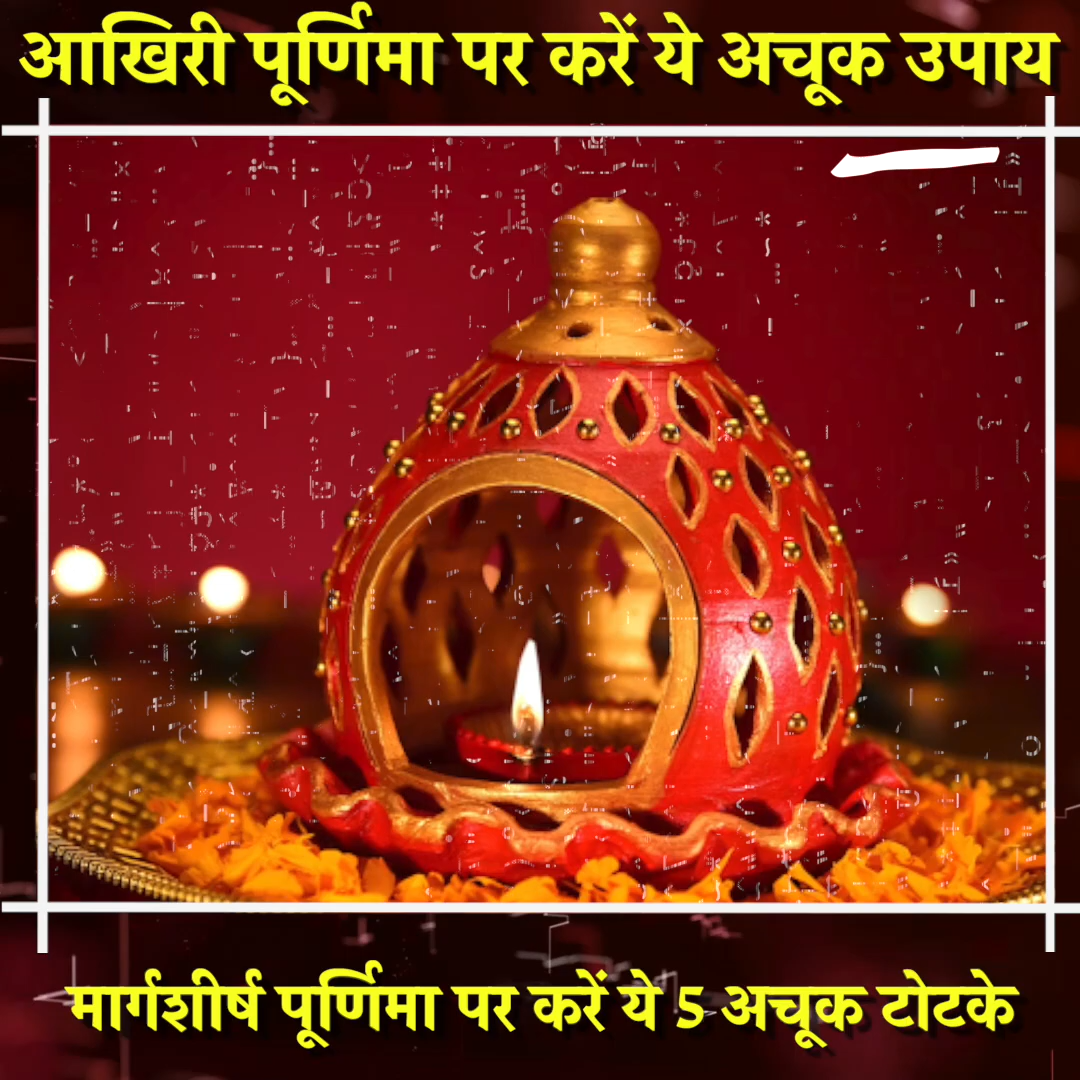 आखिरी पूर्णिमा पर करें ये अचूक उपाय
मार्गशीर्ष पूर्णिमा पर करें ये 5 अचूक टोटके